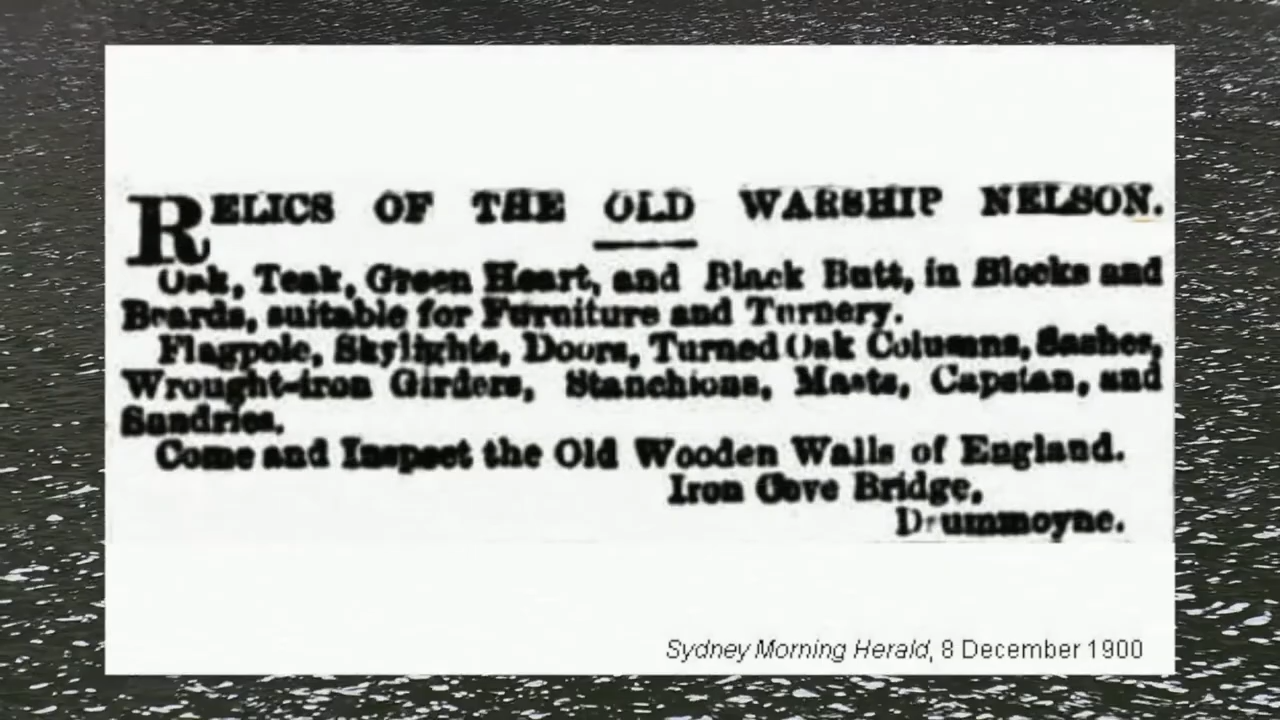 RELICS OF THE OLD WARSHIP NELSON.
Oak, Teak, Green Heart, and Black Butt, in Blocks and
Boards, suitable for Furniture and Turnery.
Flagpole, Skylights, Doors, Turned Oak Columns, Sashes,
Wrought-iron Girders, Stanchions, Masts, Capstan, and
Sundries.
Come and Inspect the Old Wooden Walls of England.
Iron Cove Bridge,
Drummoyne.
Sydney Morning Herald, 8 December 1900